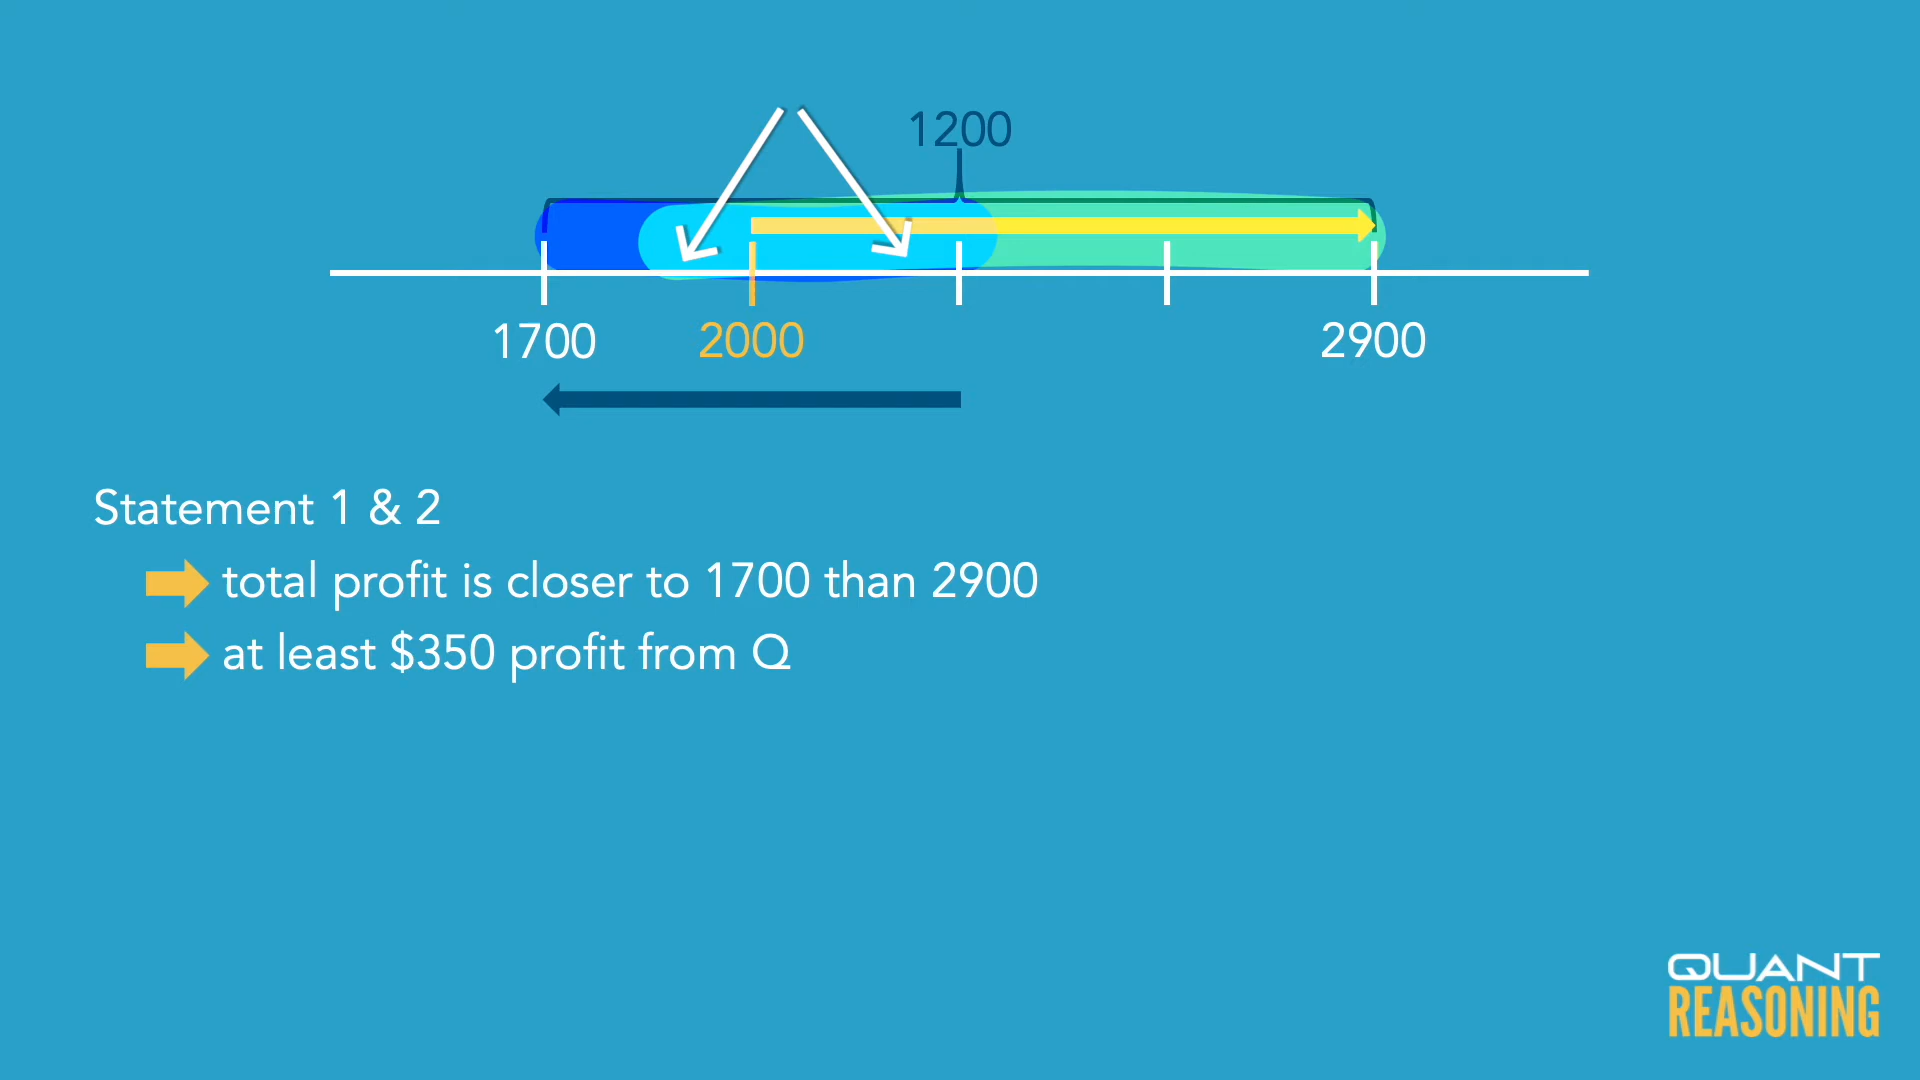 1200
1700 2000 2900
Statement 1 & 2
total profit is closer to 1700 than 2900
at least $350 profit from Q
QUANT
REASONING